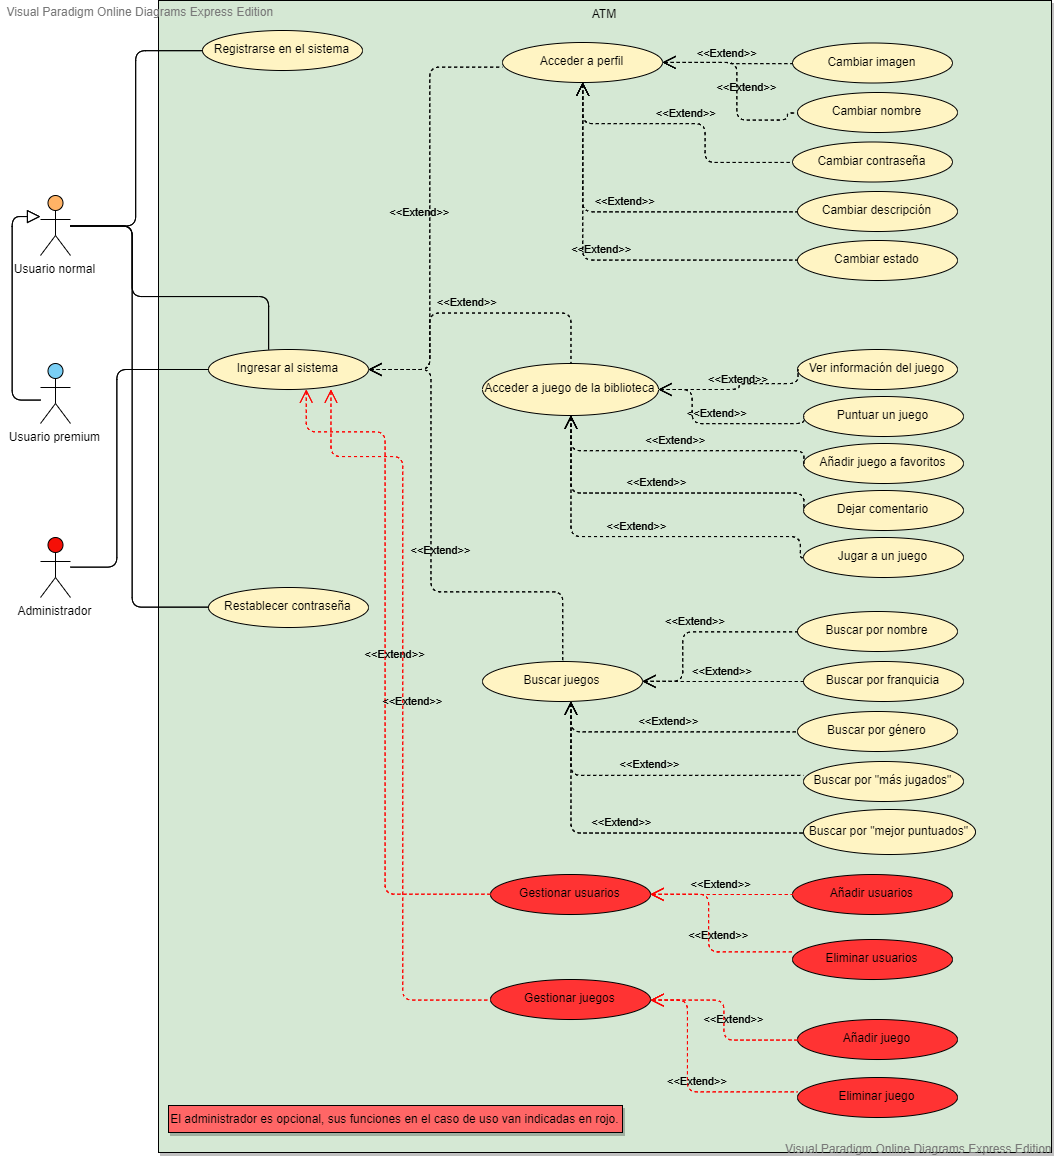 Visual Paradigm Online Diagrams Express Edition
ATM
Registrarse en el sistema
Acceder a perfil
<<Extend>>
Cambiar imagen
<<Extend>>
Cambiar nombre
<<Extend>>
Cambiar contraseña
<<Extend>>
Cambiar descripción
<<Extend>>
<<Extend>>
Cambiar estado
Usuario normal
<<Extend>>
Ingresar al sistema
Acceder a juego de la biblioteca
<<Extend>>
Ver información del juego
<<Extend>>
Puntuar un juego
Usuario premium
<<Extend>>
Añadir juego a favoritos
<<Extend>>
Dejar comentario
<<Extend>>
Jugar a un juego
<<Extend>>
Administrador
Restablecer contraseña
<<Extend>>
Buscar por nombre
<<Extend>>
Buscar juegos
<<Extend>>
Buscar por franquicia
<<Extend>>
<<Extend>>
Buscar por género
<<Extend>>
Buscar por "más jugados"
<<Extend>>
Buscar por "mejor puntuados"
Gestionar usuarios
<<Extend>>
Añadir usuarios
<<Extend>>
Eliminar usuarios
Gestionar juegos
<<Extend>>
Añadir juego
<<Extend>>
Eliminar juego
El administrador es opcional, sus funciones en el caso de uso van indicadas en rojo.
Visual Paradigm Online Diagrams Express Edition